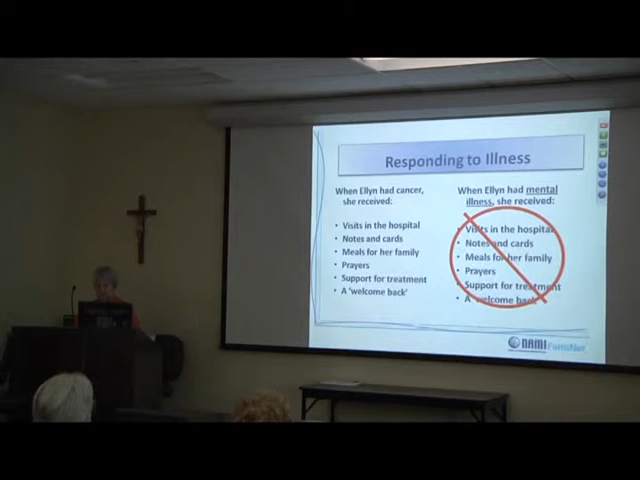 Responding to Illness
When Ellyn had cancer,
she received:
• Visits in the hospital
• Notes and cards
• Meals for her family
• Prayers
• Support for treatment
• A 'welcome back'
When Ellyn had mental
illness, she received:
• Visits in the hospital
• Notes and cards
• Meals for her family
• Prayers
• Support for treatment
• A 'welcome back'
NAMI FaithNet